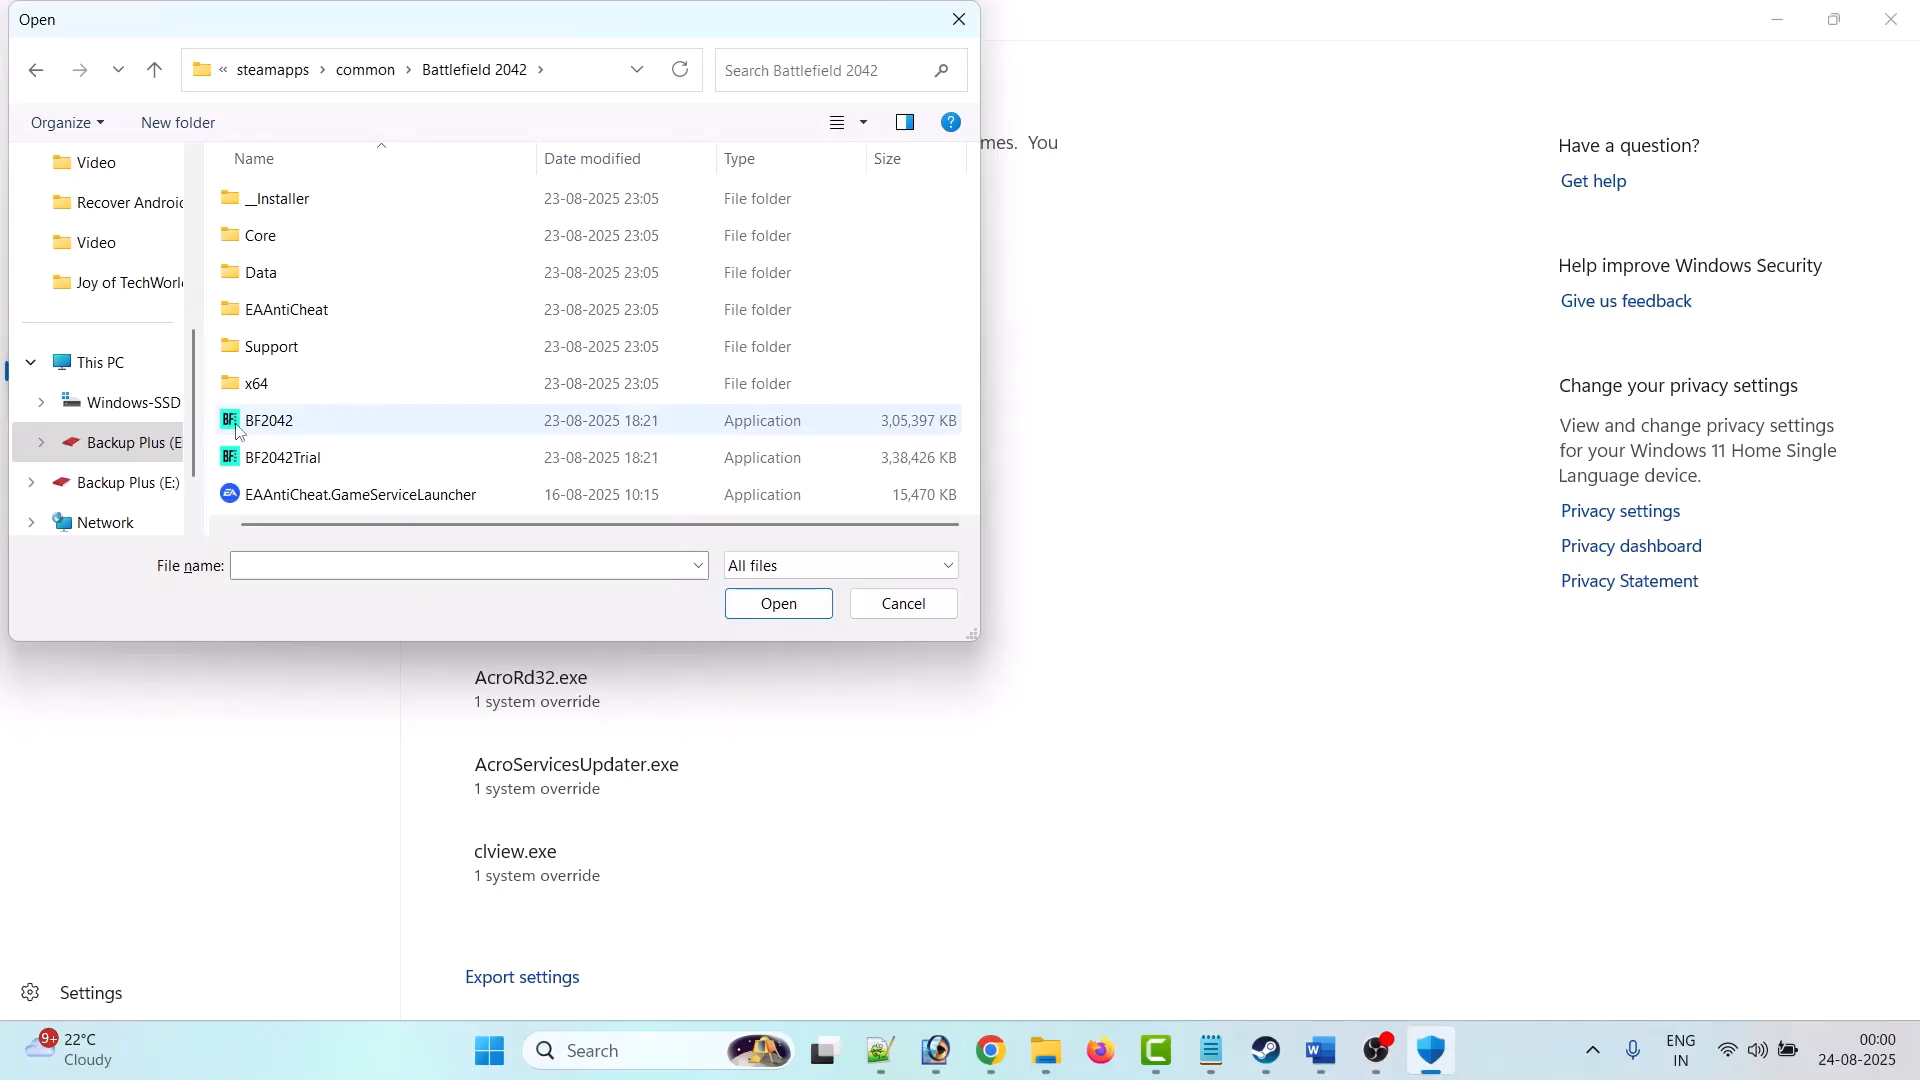 Open
« steamapps › common › Battlefield 2042 ›
Search Battlefield 2042
Organize
New folder
Name
Date modified
Type
Size
Video
Recover Androi
Video
Joy of TechWorl
This PC
Windows-SSD
Backup Plus (E
Backup Plus (E:)
Network
__Installer
23-08-2025 23:05
File folder
Core
23-08-2025 23:05
File folder
Data
23-08-2025 23:05
File folder
EAAntiCheat
23-08-2025 23:05
File folder
Support
23-08-2025 23:05
File folder
x64
23-08-2025 23:05
File folder
BF2042
23-08-2025 18:21
Application
3,05,397 KB
BF2042Trial
23-08-2025 18:21
Application
3,38,426 KB
EAAntiCheat.GameServiceLauncher
16-08-2025 10:15
Application
15,470 KB
File name:
All files
Open
Cancel
mes. You
Have a question?
Get help
Help improve Windows Security
Give us feedback
Change your privacy settings
View and change privacy settings
for your Windows 11 Home Single
Language device.
Privacy settings
Privacy dashboard
Privacy Statement
AcroRd32.exe
1 system override
AcroServicesUpdater.exe
1 system override
clview.exe
1 system override
Export settings
Settings
9+
22°C
Cloudy
Search
ENG
IN
00:00
24-08-2025